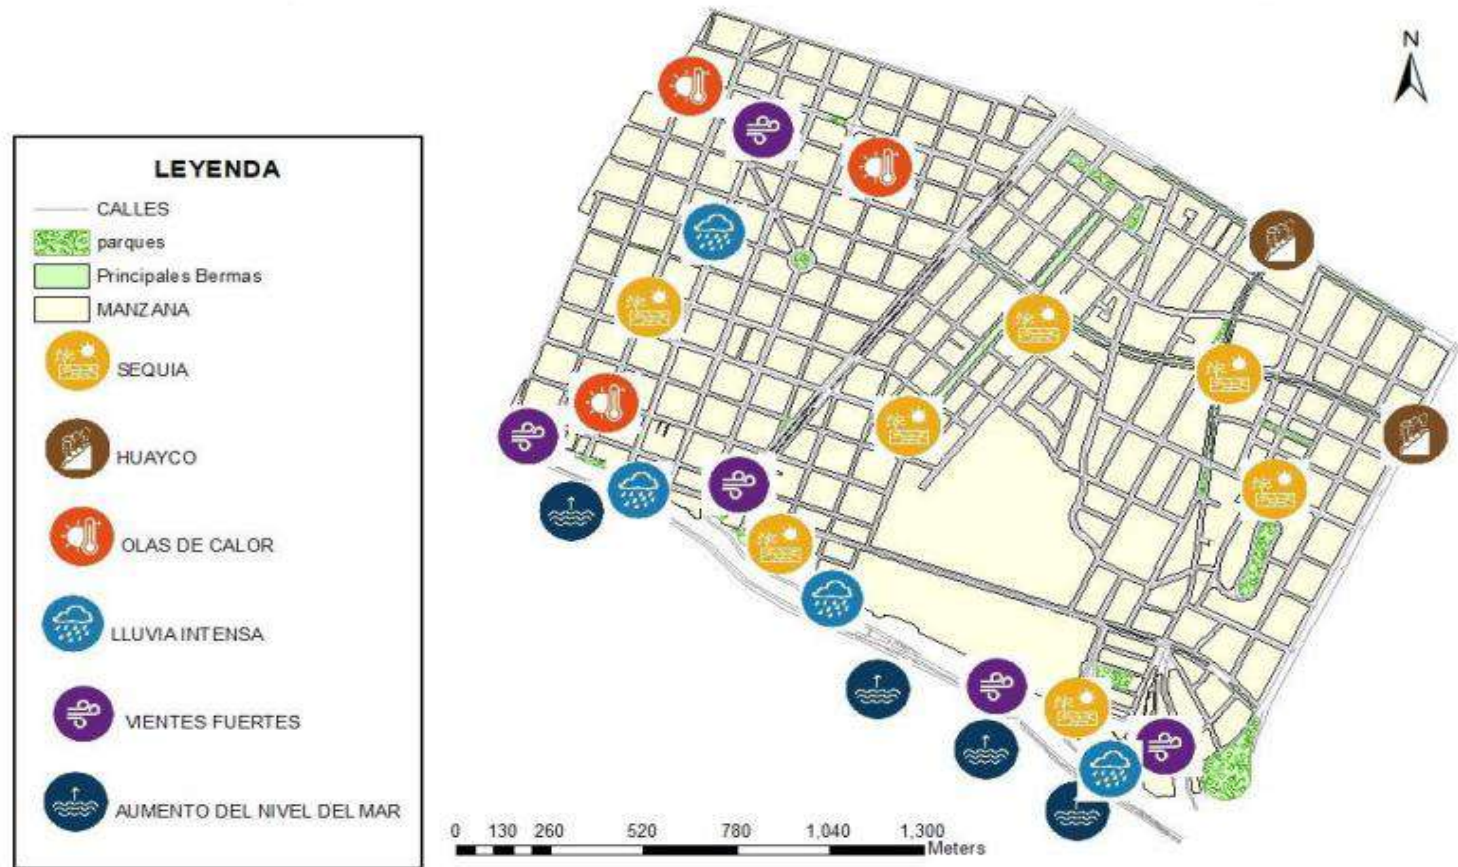 N
LEYENDA
CALLES
parques
Principales Bermas
MANZANA
SEQUIA
HUAYCO
OLAS DE CALOR
LLUVIA INTENSA
VIENTES FUERTES
AUMENTO DEL NIVEL DEL MAR
0 130 260 520 780 1,040 1,300
Meters